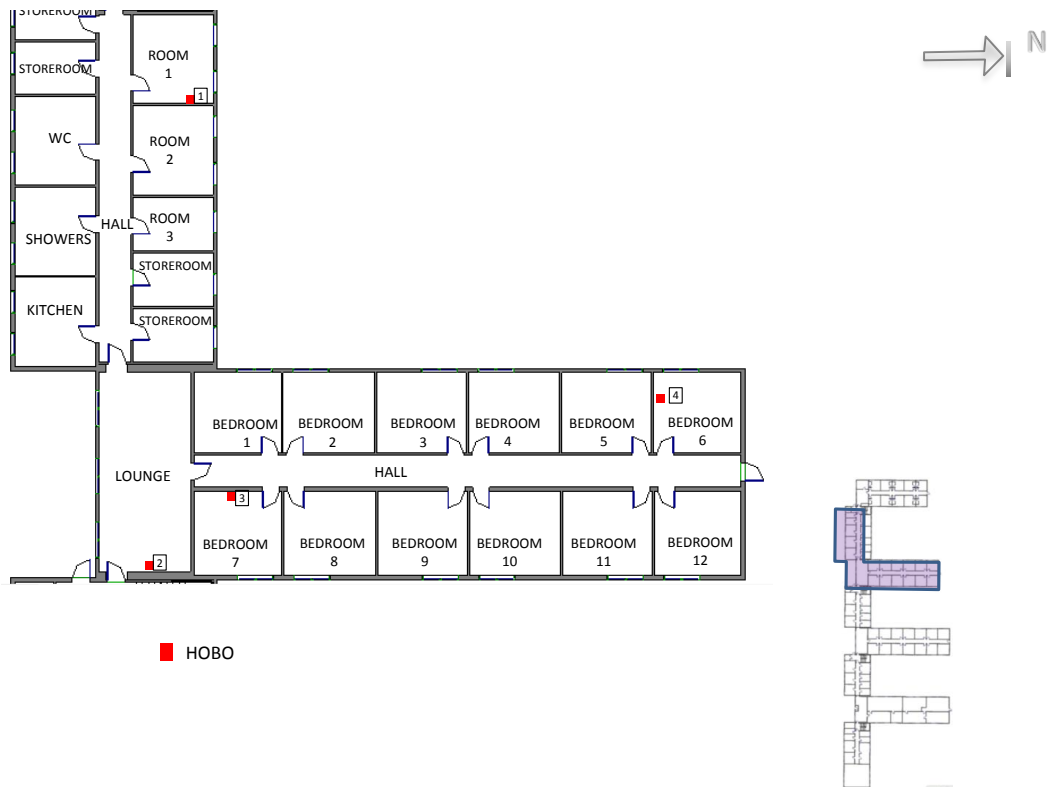 STOREROOM
N
ROOM
1
STOREROOM
1
WC
ROOM
2
HALL
ROOM
3
SHOWERS
STOREROOM
KITCHEN
STOREROOM
4
BEDROOM
1
BEDROOM
2
BEDROOM
3
BEDROOM
4
BEDROOM
5
BEDROOM
6
LOUNGE
HALL
3
BEDROOM
7
BEDROOM
8
BEDROOM
9
BEDROOM
10
BEDROOM
11
BEDROOM
12
2
HOBO